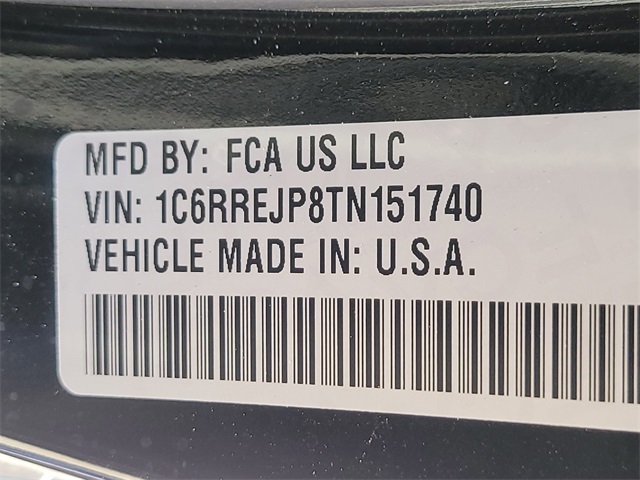 MFD BY: FCA US LLC
VIN: 1C6RREJP8TN151740
VEHICLE MADE IN: U.S.A.